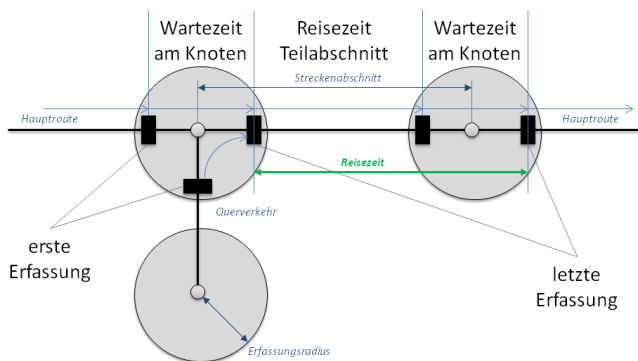 Wartezeit
am Knoten
Reisezeit
Teilabschnitt
Wartezeit
am Knoten
Streckenabschnitt
Hauptroute
Hauptroute
Reisezeit
Querverkehr
erste
Erfassung
letzte
Erfassung
Erfassungsradius